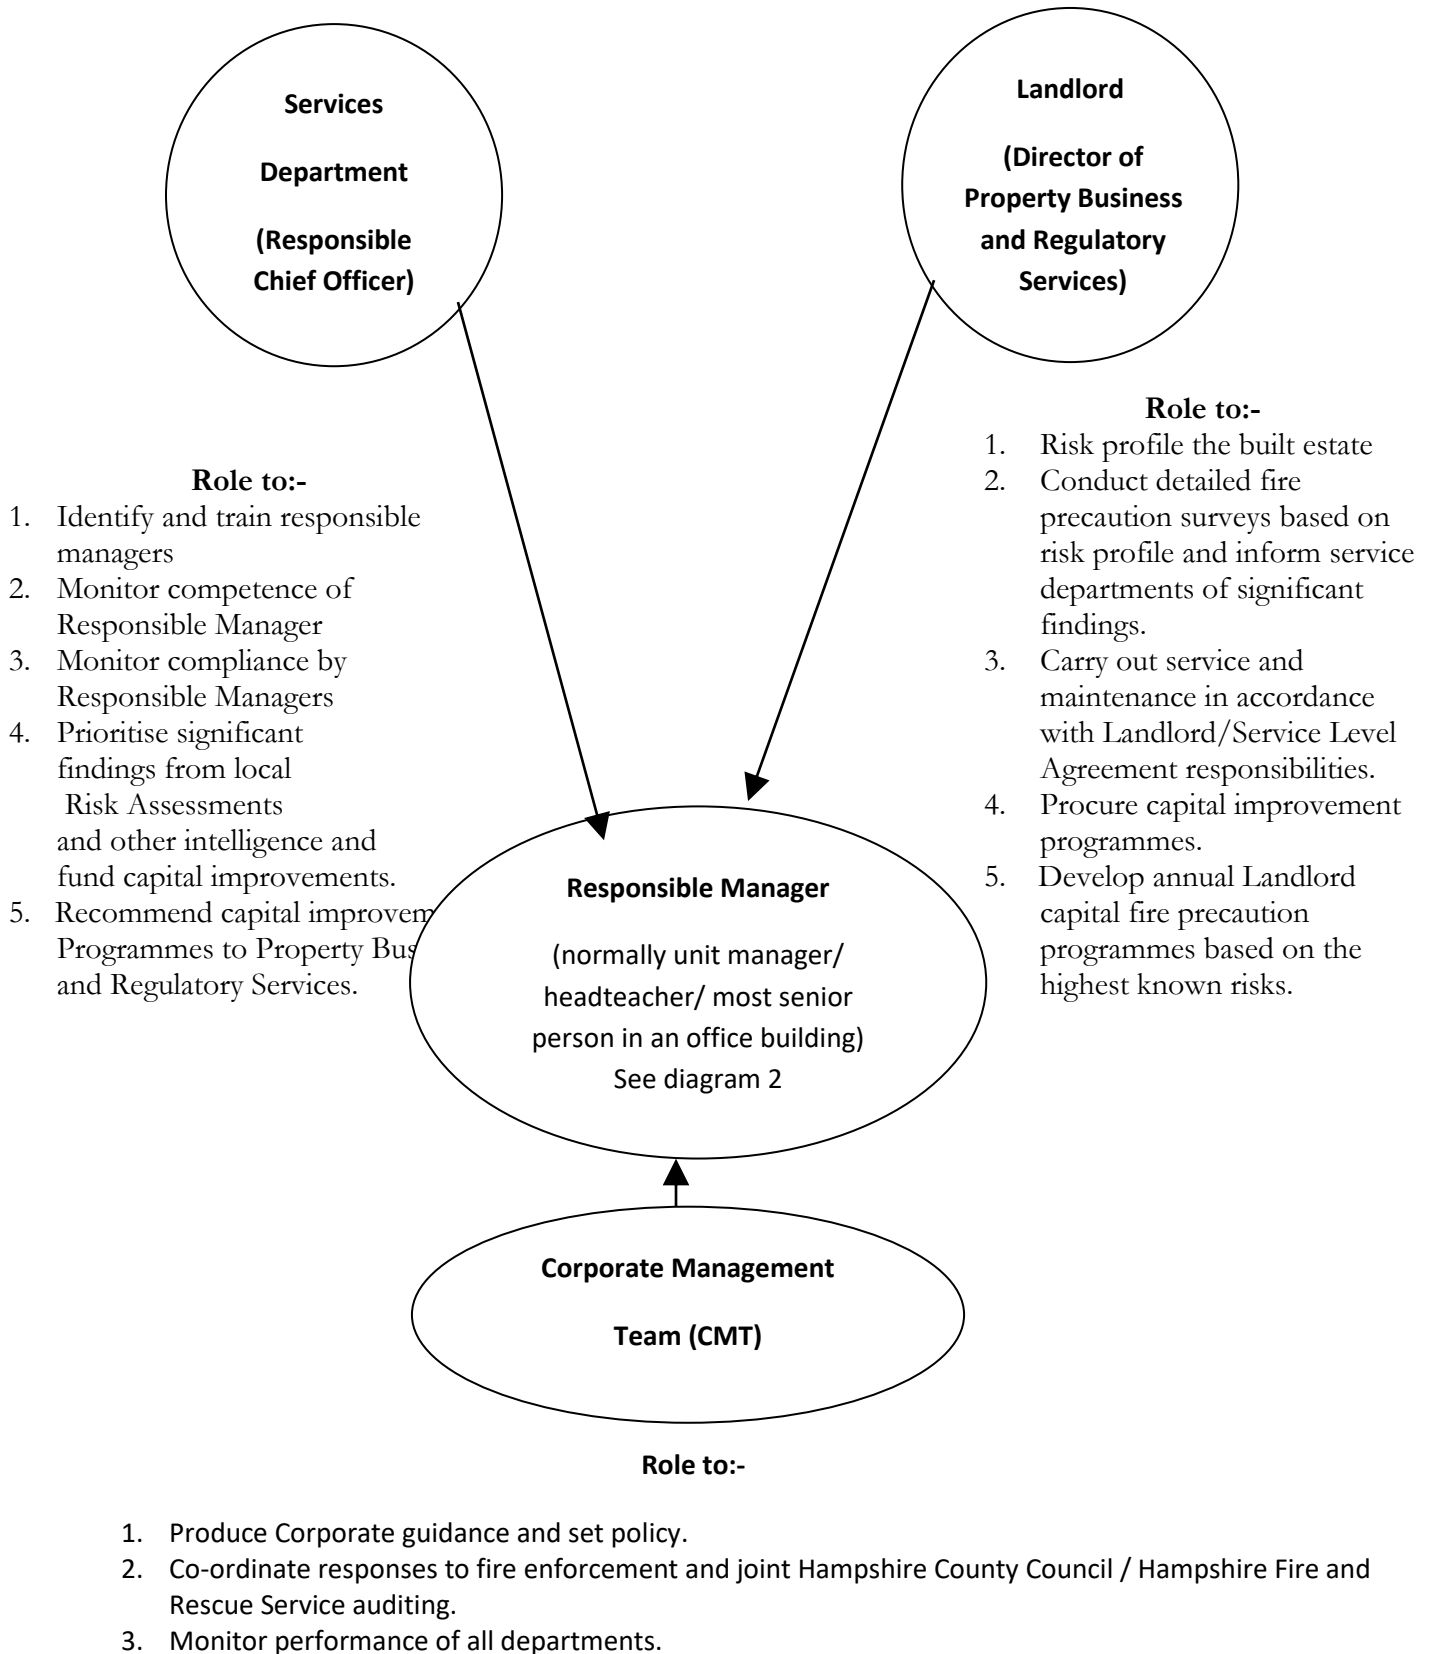 Services
Department
(Responsible
Chief Officer)
Landlord
(Director of
Property Business
and Regulatory
Services)
Role to:-
1. Identify and train responsible
managers
2. Monitor competence of
Responsible Manager
3. Monitor compliance by
Responsible Managers
4. Prioritise significant
findings from local
Risk Assessments
and other intelligence and
fund capital improvements.
5. Recommend capital improvem
Programmes to Property Bus
and Regulatory Services.
Role to:-
1. Risk profile the built estate
2. Conduct detailed fire
precaution surveys based on
risk profile and inform service
departments of significant
findings.
3. Carry out service and
maintenance in accordance
with Landlord/Service Level
Agreement responsibilities.
4. Procure capital improvement
programmes.
5. Develop annual Landlord
capital fire precaution
programmes based on the
highest known risks.
Responsible Manager
(normally unit manager/
headteacher/ most senior
person in an office building)
See diagram 2
Corporate Management
Team (CMT)
Role to:-
1. Produce Corporate guidance and set policy.
2. Co-ordinate responses to fire enforcement and joint Hampshire County Council / Hampshire Fire and
Rescue Service auditing.
3. Monitor performance of all departments.